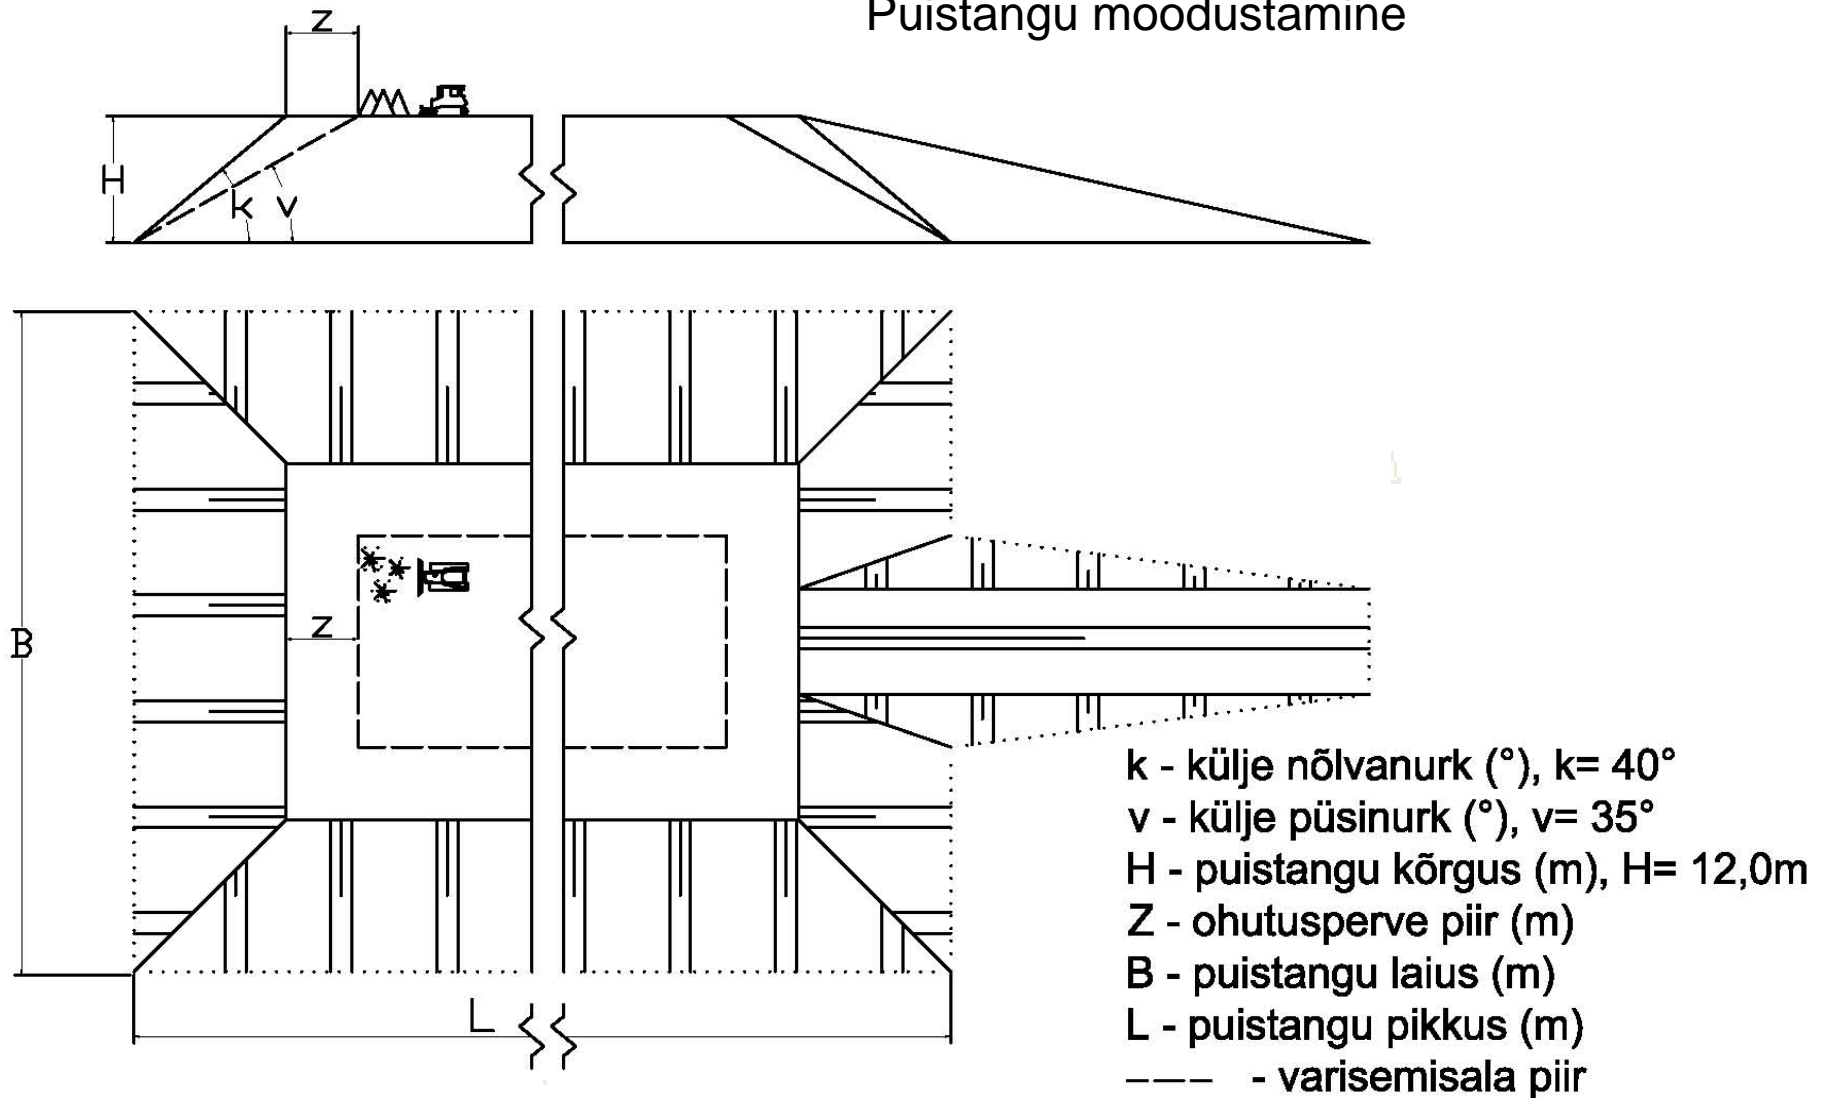 Puistangu moodustamine
Z
H
k v
B
Z
L
k - külje nõlvanurk (°), k= 40°
v - külje püsinurk (°), v= 35°
H - puistangu kõrgus (m), H= 12,0m
Z - ohutusperve piir (m)
B - puistangu laius (m)
L - puistangu pikkus (m)
- varisemisala piir